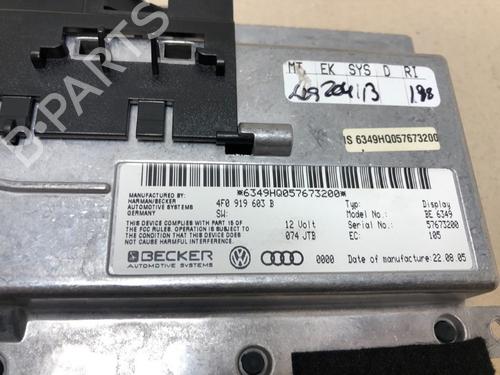 MT EK SYS D RI
198
IS 6349HQ057673200
*6349HQ057673200*
MANUFACTURED BY:
HARMAN/BECKER
AUTOMOTIVE SYSTEMS
GERMANY
4F0 919 603 B
SW:
Typ: Display
Model No.: BE 6349
THIS DEVICE COMPLIES WITH PART 15 OF
THE FCC RULES. OPERATION IS SUBJECT
TO CONDITION THAT THIS DEVICE DOES
NOT CAUSE HARMFUL INTERFERENCE
12 Volt
074 JTB
Serial No.: 57673200
EC: 105
BECKER
AUTOMOTIVE SYSTEMS
0000
Date of manufacture: 22.08.05
B-PARTS